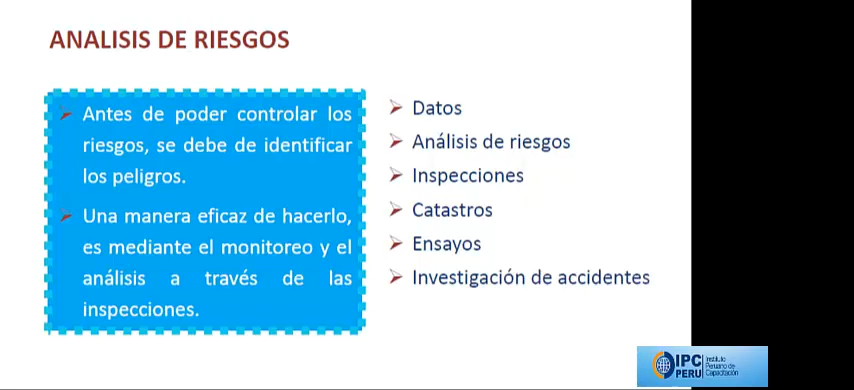 ANALISIS DE RIESGOS
Antes de poder controlar los
riesgos, se debe de identificar
los peligros.
Una manera eficaz de hacerlo,
es mediante el monitoreo y el
análisis a través de las
inspecciones.
Datos
Análisis de riesgos
Inspecciones
Catastros
Ensayos
Investigación de accidentes
IPC
PERU
Instituto
Peruano de
Capacitación